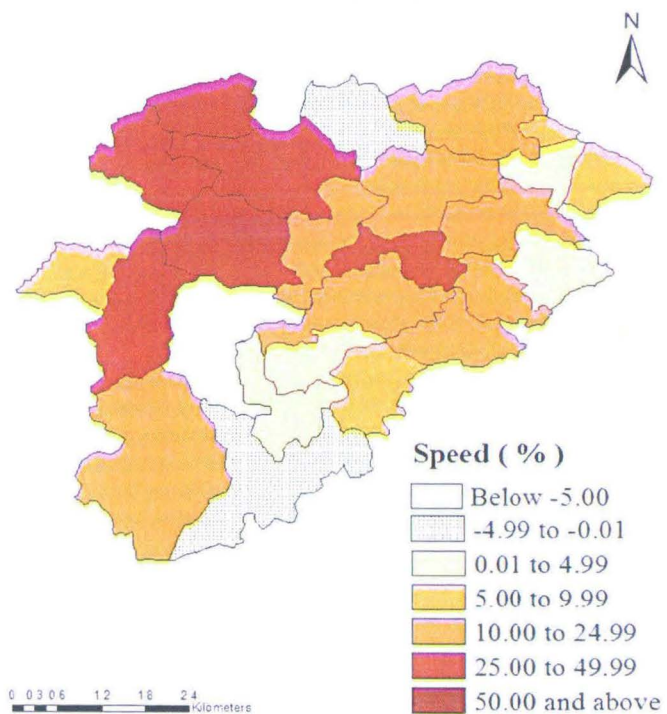 N
Speed ( % )
Below -5.00
-4.99 to -0.01
0.01 to 4.99
5.00 to 9.99
10.00 to 24.99
25.00 to 49.99
50.00 and above
0 0 3 0 6 1 2 1 8 2 4
Kilometers